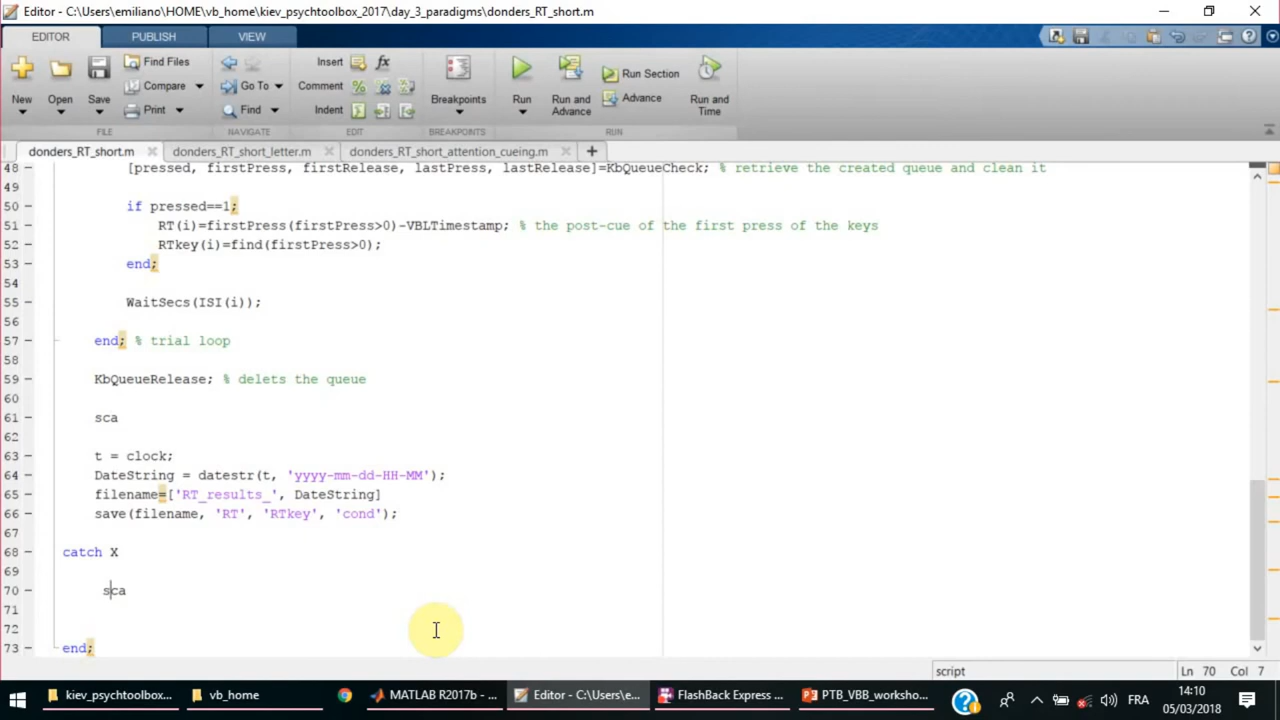 Editor - C:\Users\emiliano\HOME\vb_home\kiev_psychtoolbox_2017\day_3_paradigms\donders_RT_short.m
EDITOR PUBLISH VIEW
Find Files Insert fx Run Section
Compare Go To Comment Advance
New Open Save Print Find Indent Breakpoints Run Run and Advance Run and Time
FILE NAVIGATE EDIT BREAKPOINTS RUN
donders_RT_short.m donders_RT_short_letter.m donders_RT_short_attention_cueing.m
48 [pressed, firstPress, firstRelease, lastPress, lastRelease]=KbQueueCheck; % retrieve the created queue and clean it
49
50 if pressed==1;
51 RT(i)=firstPress(firstPress>0)-VBLTimestamp; % the post-cue of the first press of the keys
52 RTkey(i)=find(firstPress>0);
53 end;
54
55 WaitSecs(ISI(i));
56
57 end; % trial loop
58
59 KbQueueRelease; % delets the queue
60
61 sca
62
63 t = clock;
64 DateString = datestr(t, 'yyyy-mm-dd-HH-MM');
65 filename=['RT_results_', DateString]
66 save(filename, 'RT', 'RTkey', 'cond');
67
68 catch X
69
70 sca
71
72
73 end;
script Ln 70 Col 7
kiev_psychtoolbox... vb_home MATLAB R2017b - ... Editor - C:\Users\e... FlashBack Express ... PTB_VBB_worksho... FRA 14:10
05/03/2018